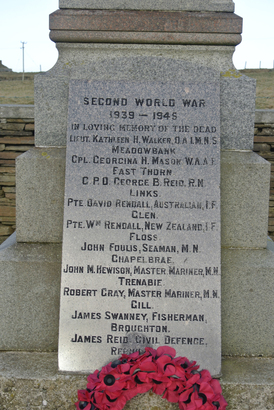 SECOND WORLD WAR
1939 — 1945
IN LOVING MEMORY OF THE DEAD
LIEUT. KATHLEEN H. WALKER, Q.A.I.M.N.S.
MEADOWBANK.
CPL. GEORGINA H. MASON W.A.A.F.
FAST THORN
C.P.O. GEORGE B. REID, R.N.
LINKS.
PTE. DAVID RENDALL, AUSTRALIAN, I.F.
GLEN.
PTE. WM RENDALL, NEW ZEALAND, I.F.
FLOSS.
JOHN FOULIS, SEAMAN, M.N.
CHAPELBRAE.
JOHN M. HEWISON, MASTER MARINER, M.N.
TRENABIE.
ROBERT GRAY, MASTER MARINER, M.N.
GILL.
JAMES SWANNEY, FISHERMAN,
BROUGHTON.
JAMES REID, CIVIL DEFENCE,